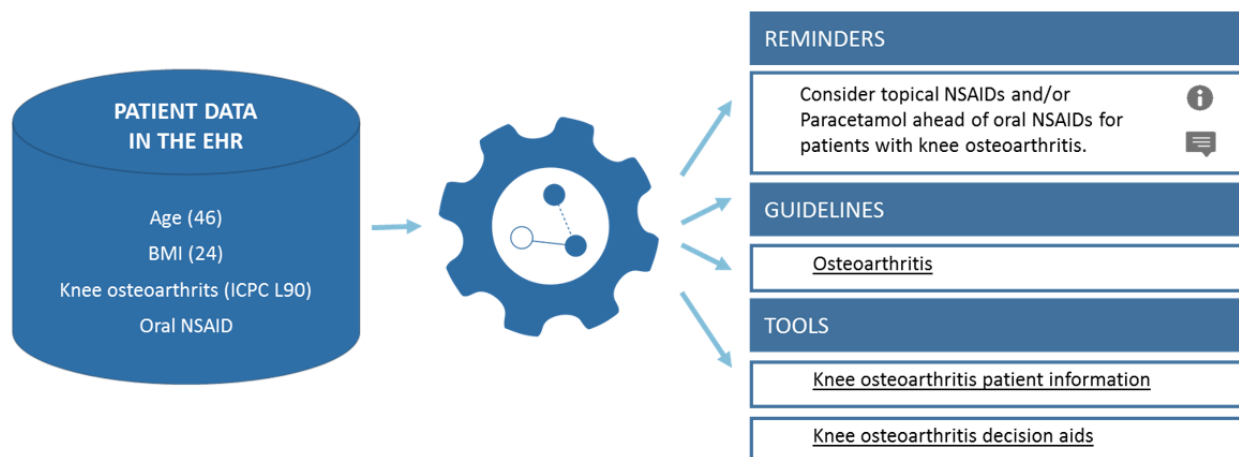 PATIENT DATA
IN THE EHR
Age (46)
BMI (24)
Knee osteoarthrits (ICPC L90)
Oral NSAID
REMINDERS
Consider topical NSAIDs and/or
Paracetamol ahead of oral NSAIDs for
patients with knee osteoarthritis.
GUIDELINES
Osteoarthritis
TOOLS
Knee osteoarthritis patient information
Knee osteoarthritis decision aids